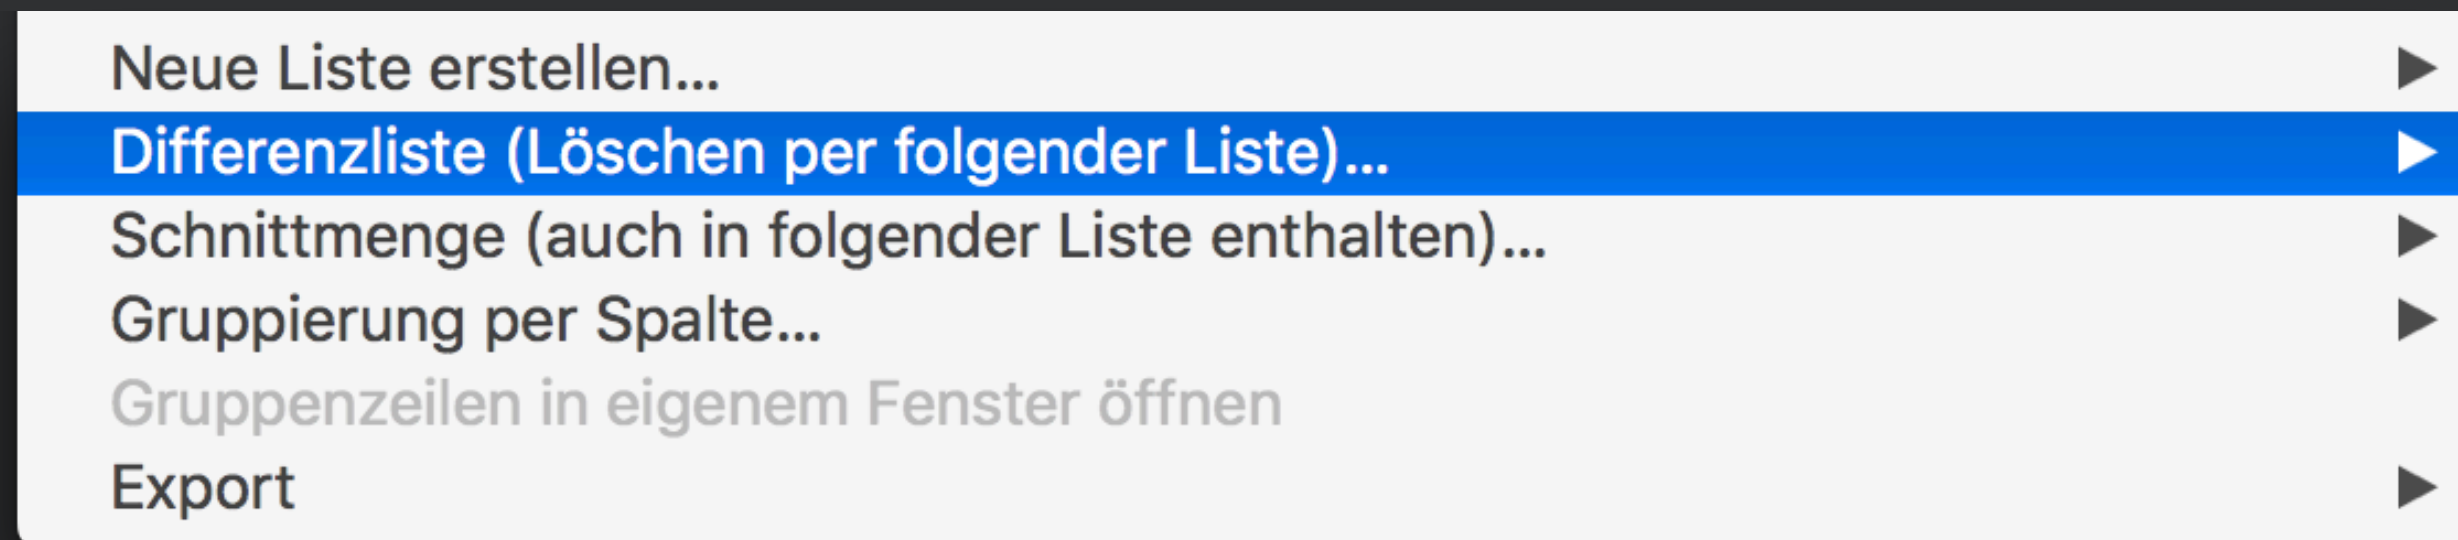 Neue Liste erstellen...
Differenzliste (Löschen per folgender Liste)...
Schnittmenge (auch in folgender Liste enthalten)...
Gruppierung per Spalte...
Gruppenzeilen in eigenem Fenster öffnen
Export